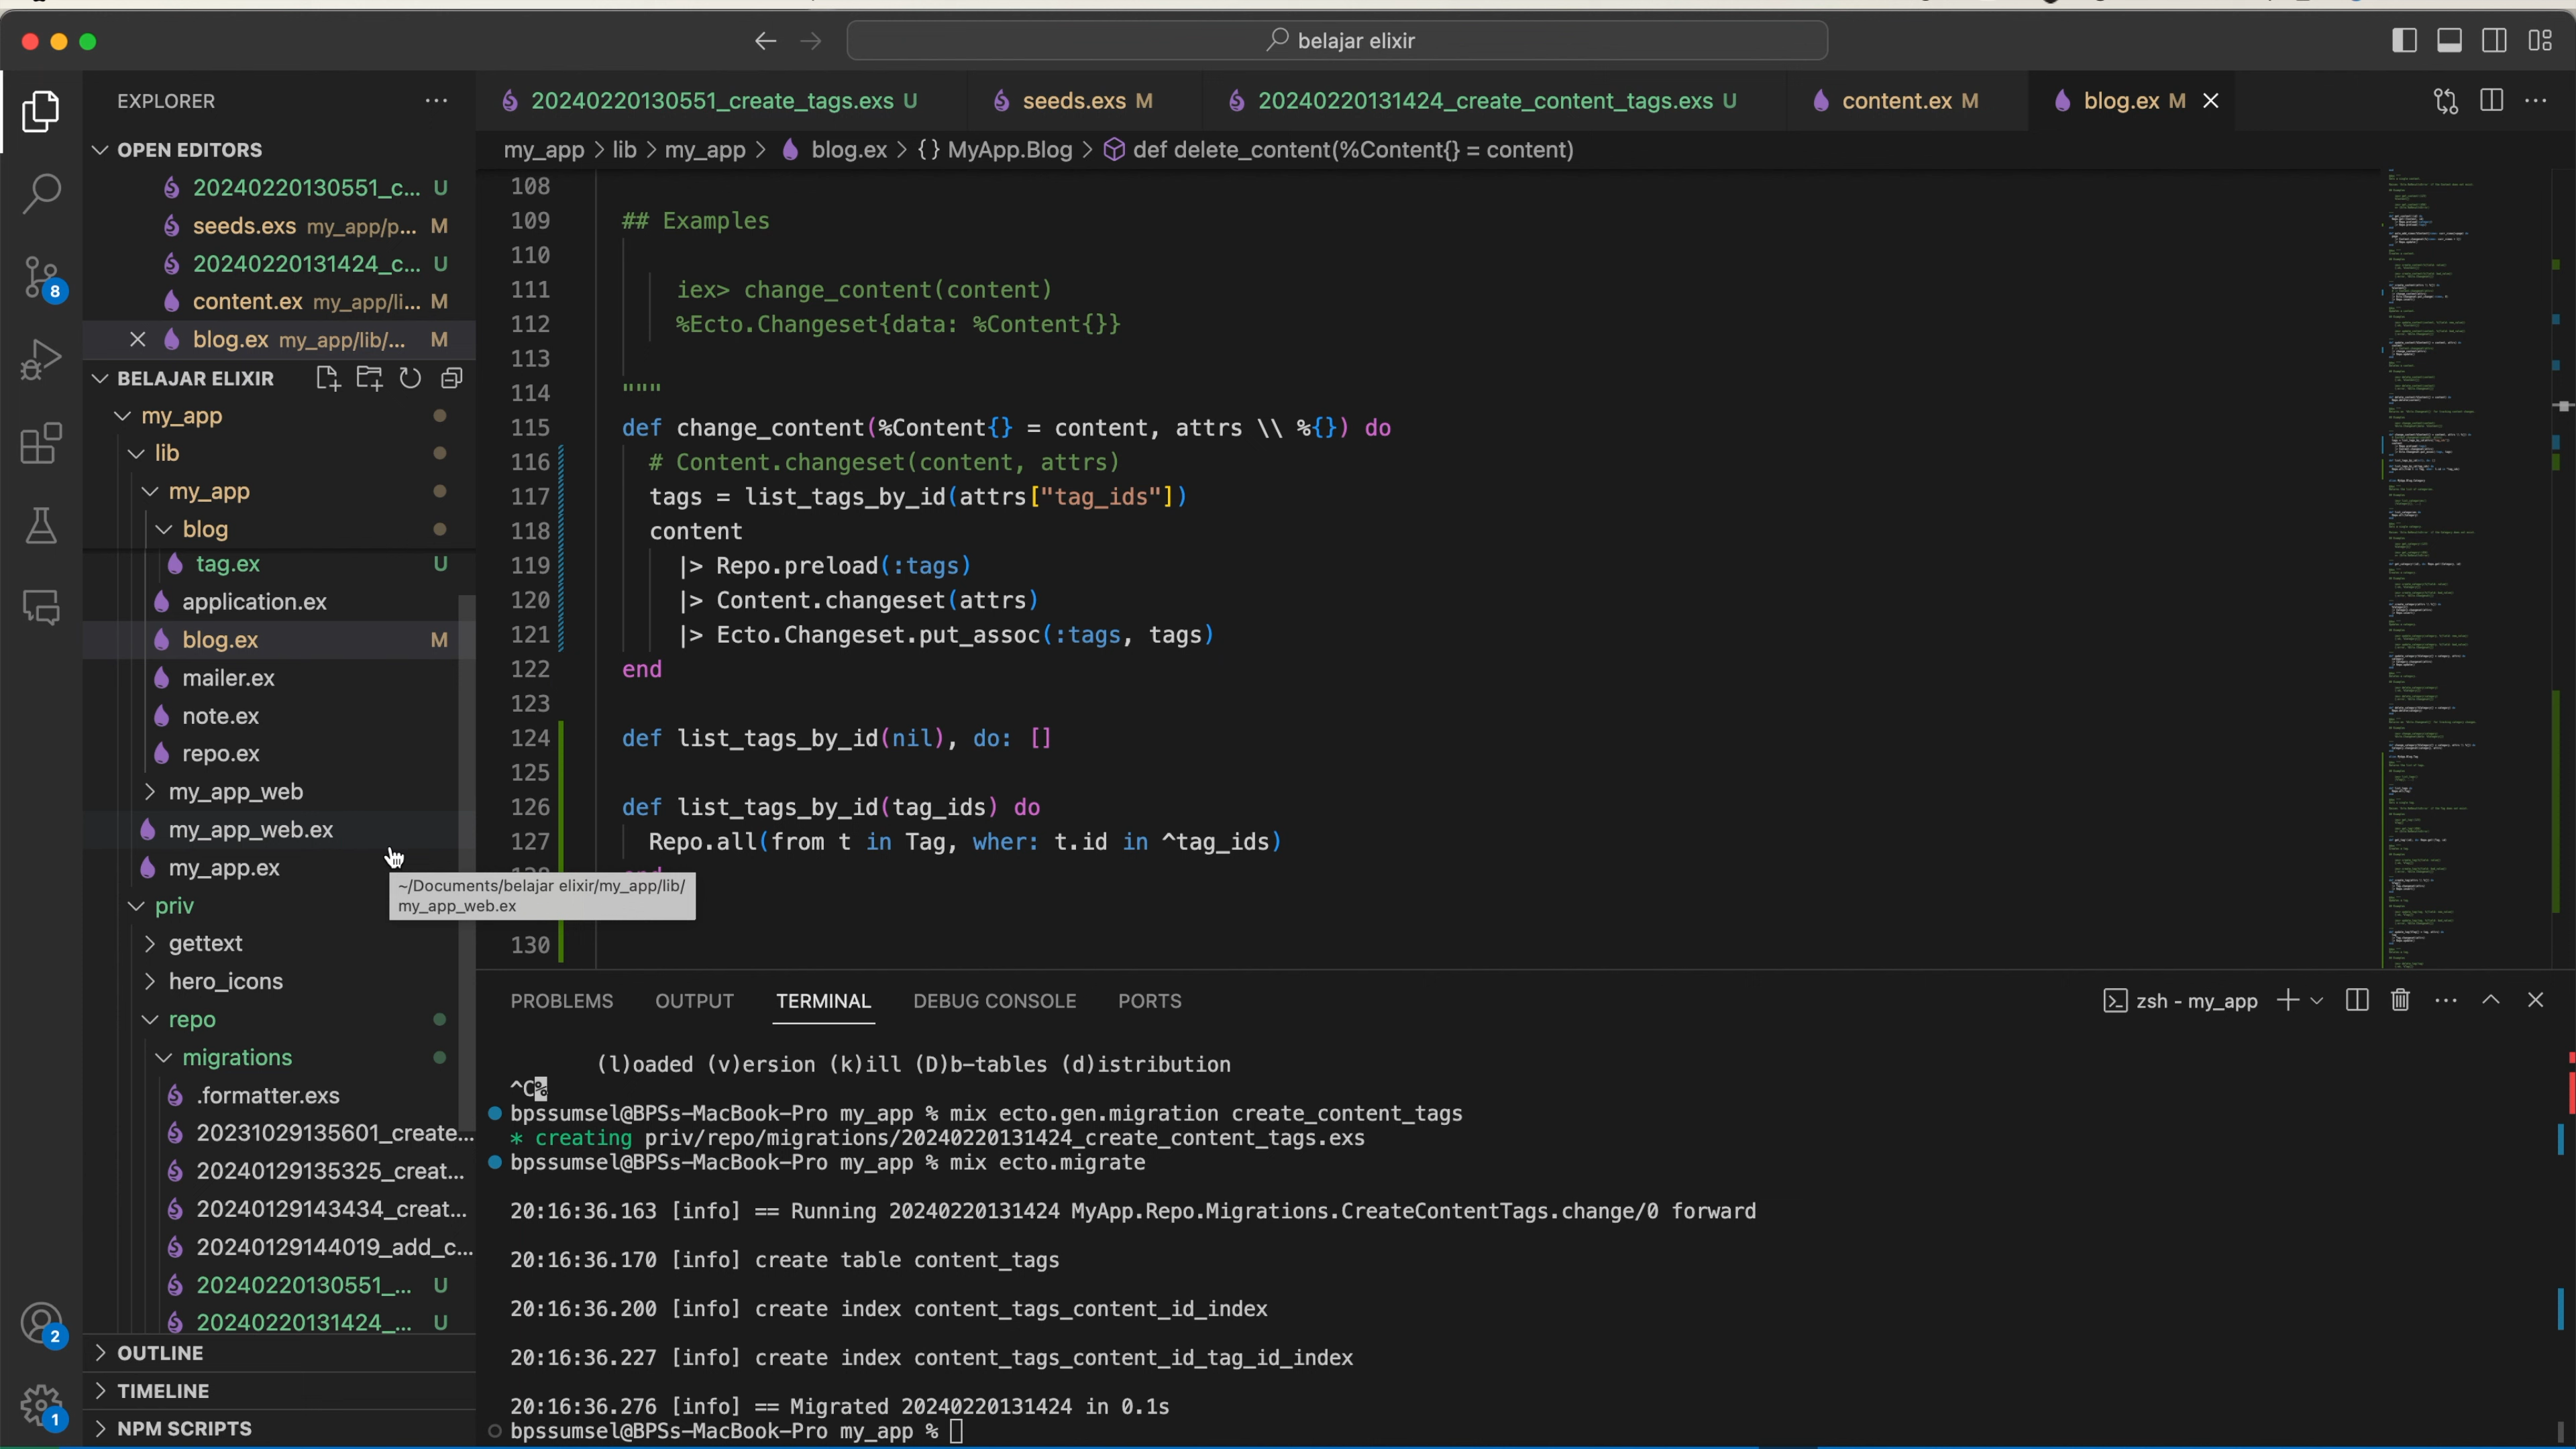 belajar elixir
EXPLORER
OPEN EDITORS
20240220130551_c... U
seeds.exs my_app/p... M
20240220131424_c... U
content.ex my_app/li... M
blog.ex my_app/lib/... M
BELAJAR ELIXIR
my_app
lib
my_app
blog
tag.ex U
application.ex
blog.ex M
mailer.ex
note.ex
repo.ex
my_app_web
my_app_web.ex
my_app.ex
priv
gettext
hero_icons
repo
migrations
.formatter.exs
20231029135601_create...
20240129135325_creat...
20240129143434_creat...
20240129144019_add_c...
20240220130551_... U
20240220131424_... U
OUTLINE
TIMELINE
NPM SCRIPTS
8
2
1
~/Documents/belajar elixir/my_app/lib/
my_app_web.ex
20240220130551_create_tags.exs U seeds.exs M 20240220131424_create_content_tags.exs U content.ex M blog.ex M
my_app > lib > my_app > blog.ex > {} MyApp.Blog > def delete_content(%Content{} = content)
108
109 ## Examples
110
111 iex> change_content(content)
112 %Ecto.Changeset{data: %Content{}}
113
114 """
115 def change_content(%Content{} = content, attrs \\ %{}) do
116 # Content.changeset(content, attrs)
117 tags = list_tags_by_id(attrs["tag_ids"])
118 content
119 |> Repo.preload(:tags)
120 |> Content.changeset(attrs)
121 |> Ecto.Changeset.put_assoc(:tags, tags)
122 end
123
124 def list_tags_by_id(nil), do: []
125
126 def list_tags_by_id(tag_ids) do
127 Repo.all(from t in Tag, wher: t.id in ^tag_ids)
130
PROBLEMS OUTPUT TERMINAL DEBUG CONSOLE PORTS
zsh - my_app
(l)oaded (v)ersion (k)ill (D)b-tables (d)istribution
^C%
bpssumsel@BPSs-MacBook-Pro my_app % mix ecto.gen.migration create_content_tags
* creating priv/repo/migrations/20240220131424_create_content_tags.exs
bpssumsel@BPSs-MacBook-Pro my_app % mix ecto.migrate
20:16:36.163 [info] == Running 20240220131424 MyApp.Repo.Migrations.CreateContentTags.change/0 forward
20:16:36.170 [info] create table content_tags
20:16:36.200 [info] create index content_tags_content_id_index
20:16:36.227 [info] create index content_tags_content_id_tag_id_index
20:16:36.276 [info] == Migrated 20240220131424 in 0.1s
bpssumsel@BPSs-MacBook-Pro my_app %